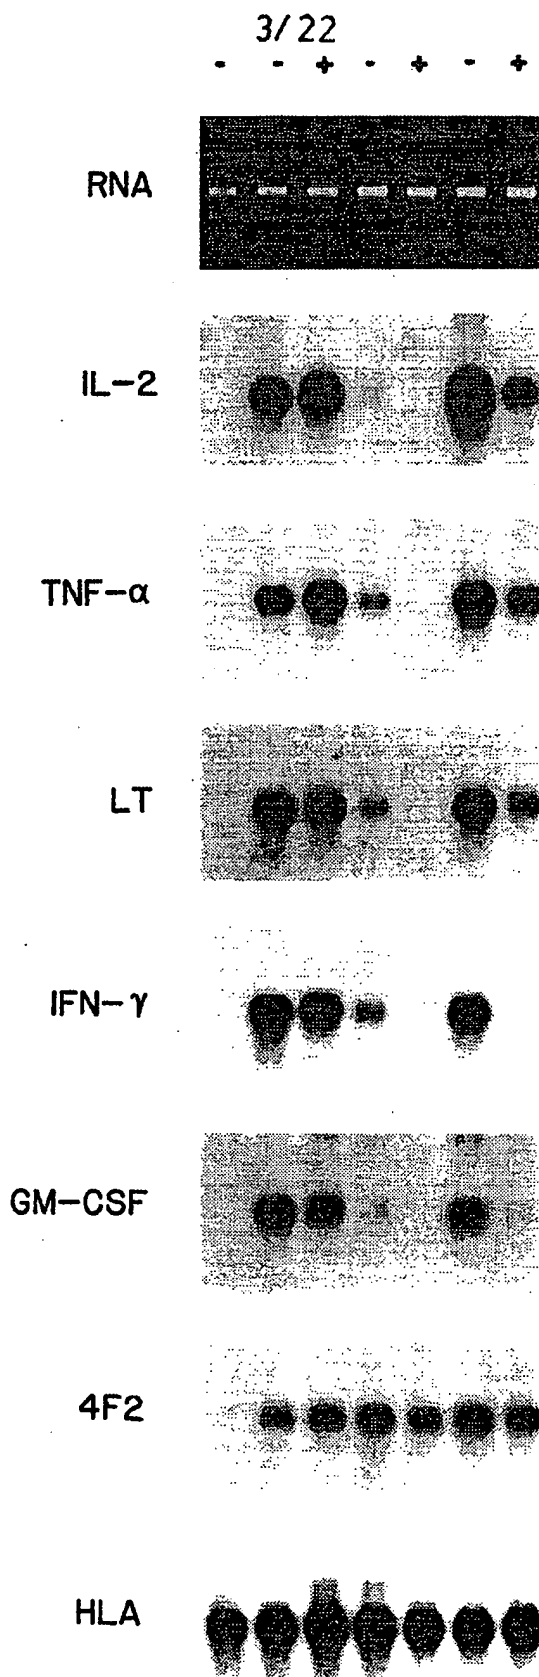 3/22
- - + - + - +
RNA
IL-2
TNF-α
LT
IFN-γ
GM-CSF
4F2
HLA